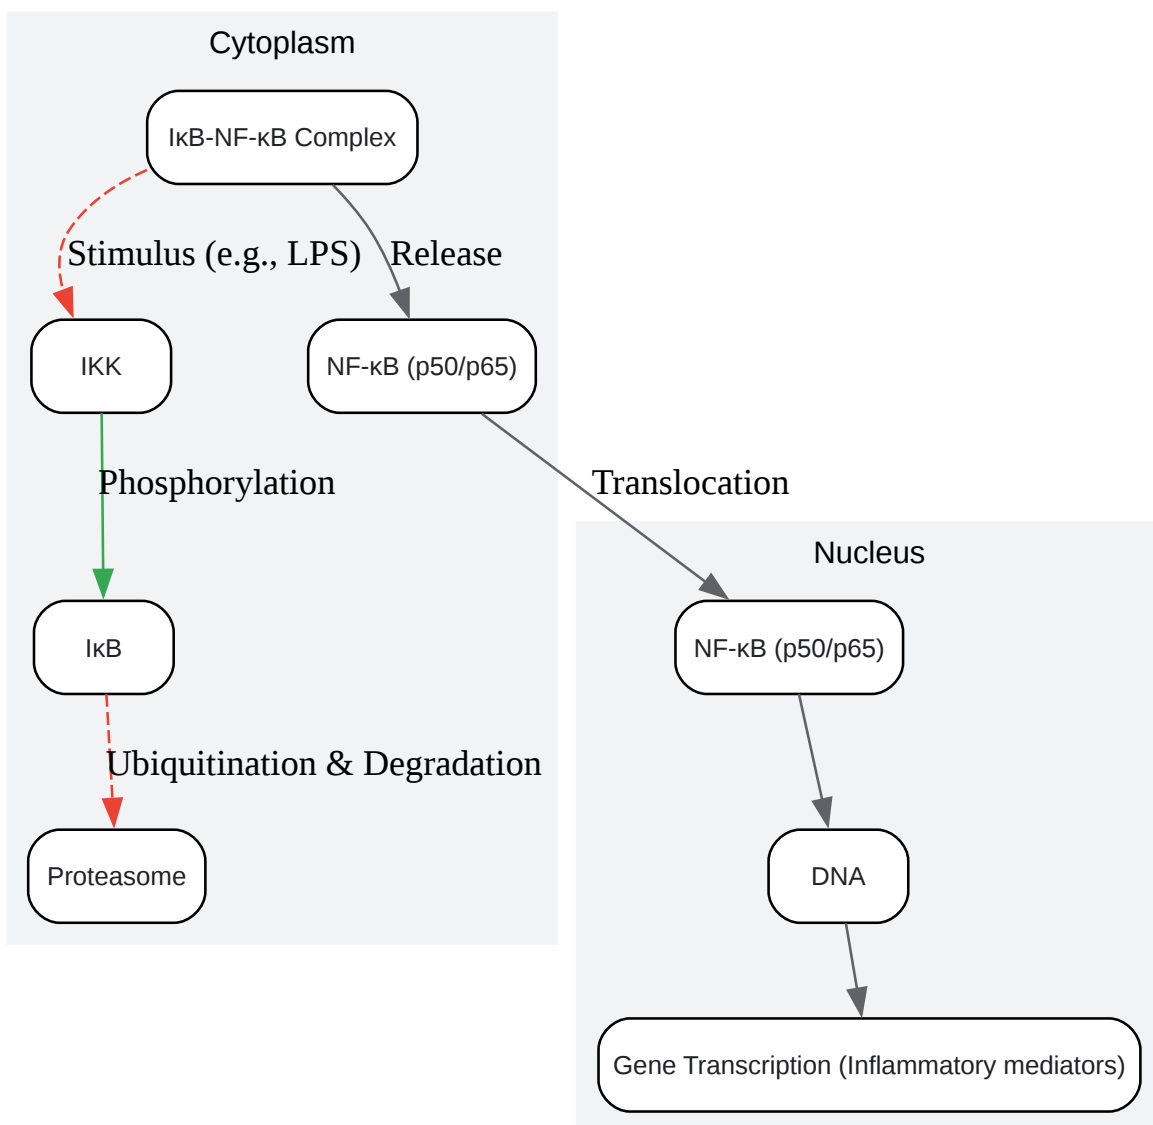 Cytoplasm
IκB-NF-κB Complex
Stimulus (e.g., LPS)
Release
IKK
NF-κB (p50/p65)
Phosphorylation
Translocation
Nucleus
IκB
NF-κB (p50/p65)
Ubiquitination & Degradation
Proteasome
DNA
Gene Transcription (Inflammatory mediators)